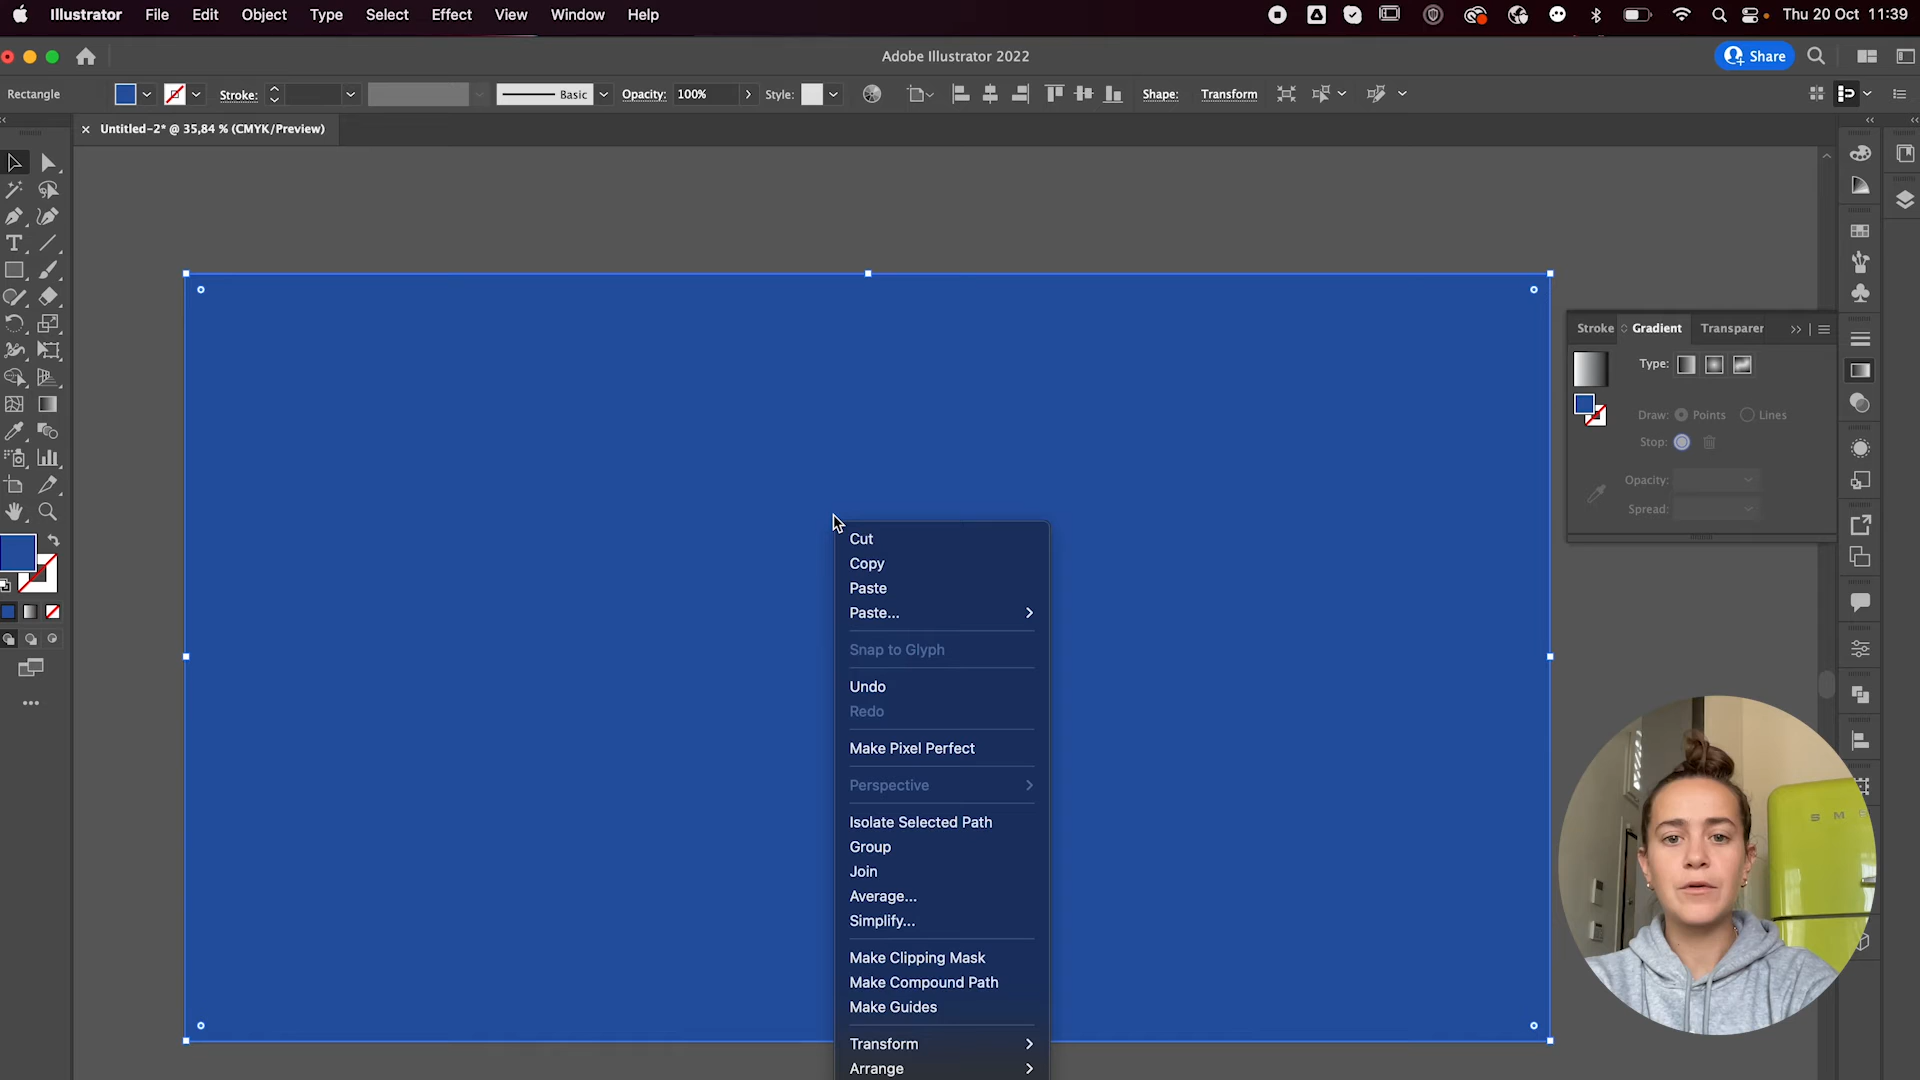 Illustrator File Edit Object Type Select Effect View Window Help Thu 20 Oct 11:39
Adobe Illustrator 2022
Share
Rectangle Stroke: Basic Opacity: 100% Style: Shape: Transform
Untitled-2* @ 35,84 % (CMYK/Preview)
Stroke Gradient Transparer
Type:
Draw: Points Lines
Stop:
Opacity:
Spread:
Cut
Copy
Paste
Paste...
Snap to Glyph
Undo
Redo
Make Pixel Perfect
Perspective
Isolate Selected Path
Group
Join
Average...
Simplify...
Make Clipping Mask
Make Compound Path
Make Guides
Transform
Arrange
S M